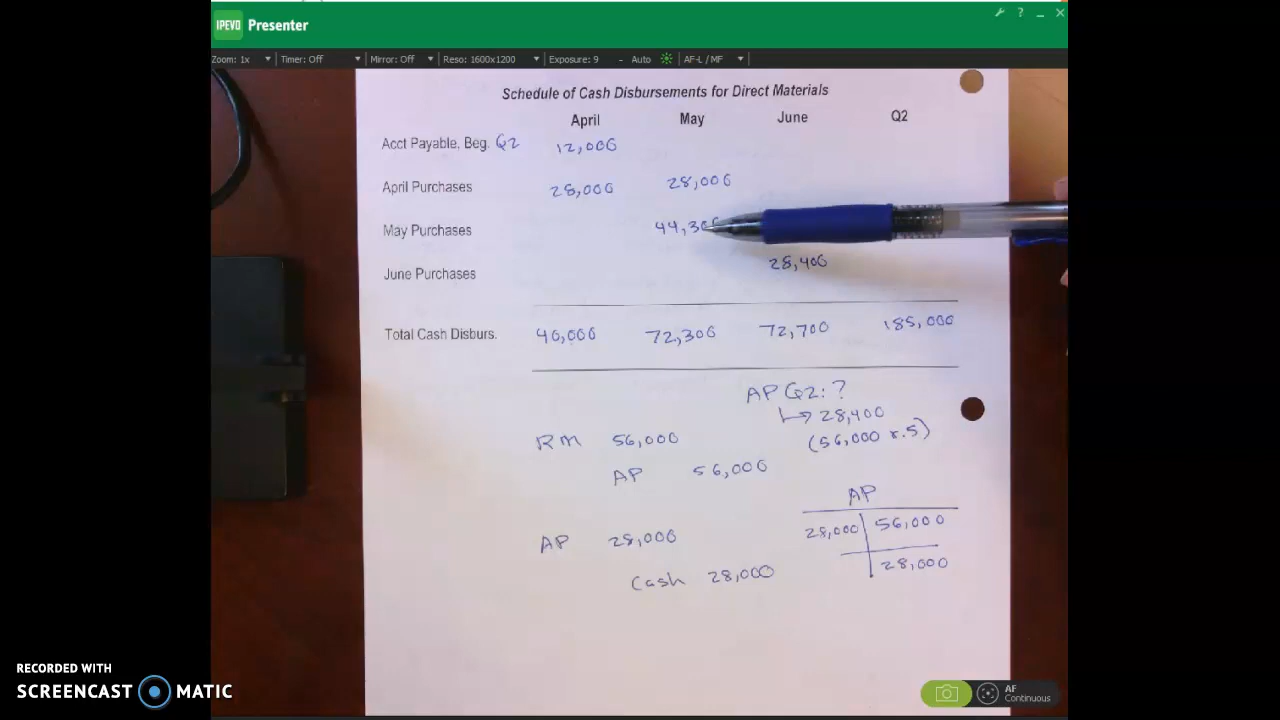 IPEVO Presenter
Zoom: 1x Timer: Off Mirror: Off Reso: 1600x1200 Exposure: 9 - Auto AF-L / MF
Schedule of Cash Disbursements for Direct Materials
April May June Q2
Acct Payable, Beg. Q2 12,000
April Purchases 28,000 28,000
May Purchases 44,300
June Purchases 28,400
Total Cash Disburs. 40,000 72,300 72,700 185,000
AP Q2: ?
↳ 28,400
(56,000 x .5)
RM 56,000
AP 56,000
AP
28,000 56,000
28,000
AP 28,000
Cash 28,000
RECORDED WITH
SCREENCAST MATIC
AF
Continuous